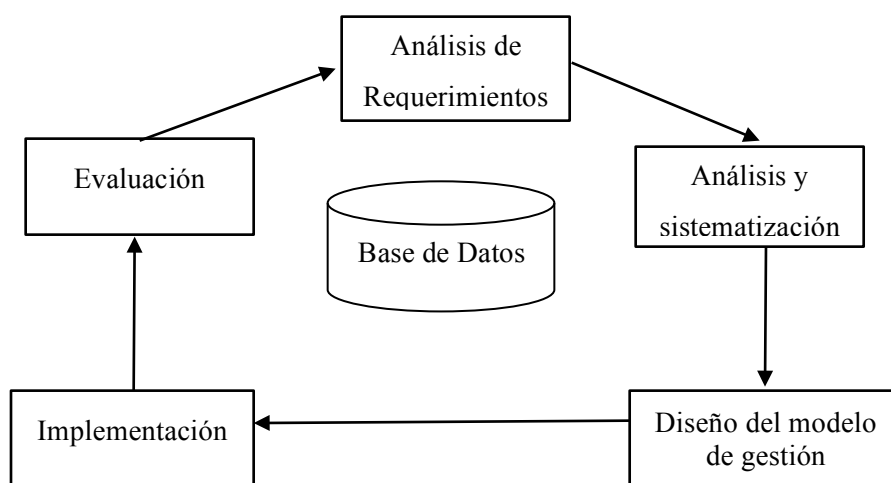 Análisis de
Requerimientos
Evaluación
Análisis y
sistematización
Base de Datos
Implementación
Diseño del modelo
de gestión